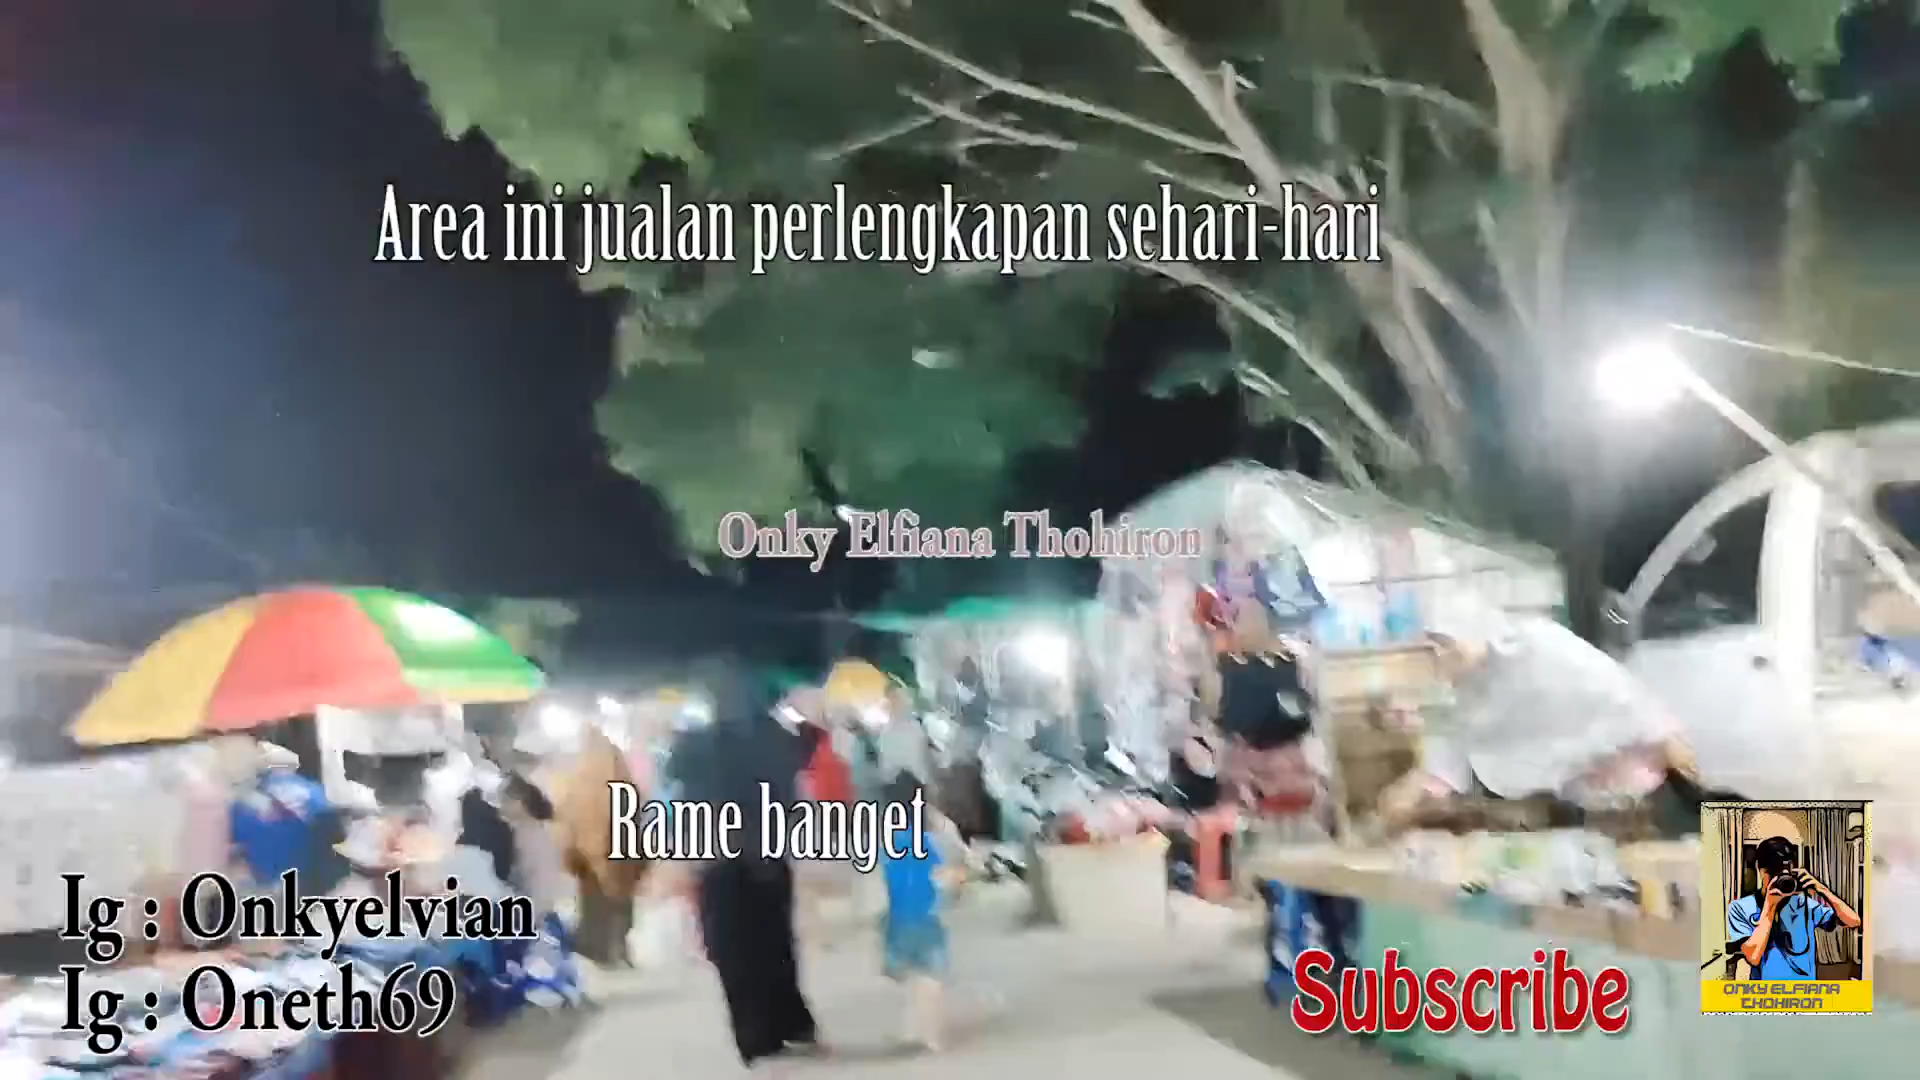 Area ini jualan perlengkapan sehari-hari
Onky Elfiana Thohiron
Rame banget
Ig : Onkyelvian
Ig : Oneth69
Subscribe
ONKY ELFIANA
THOHIRON